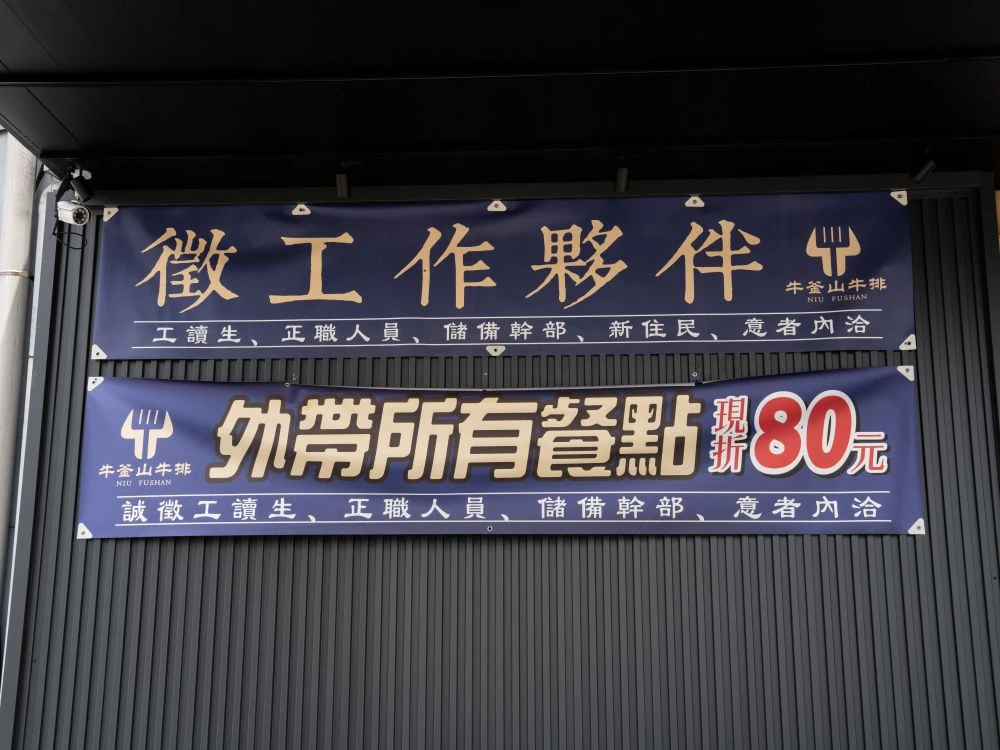 徵工作夥伴
牛釜山牛排
NIU FUSHAN
工讀生、正職人員、儲備幹部、新住民、意者內洽
牛釜山牛排
NIU FUSHAN
外帶所有餐點
現折80元
誠徵工讀生、正職人員、儲備幹部、意者內洽